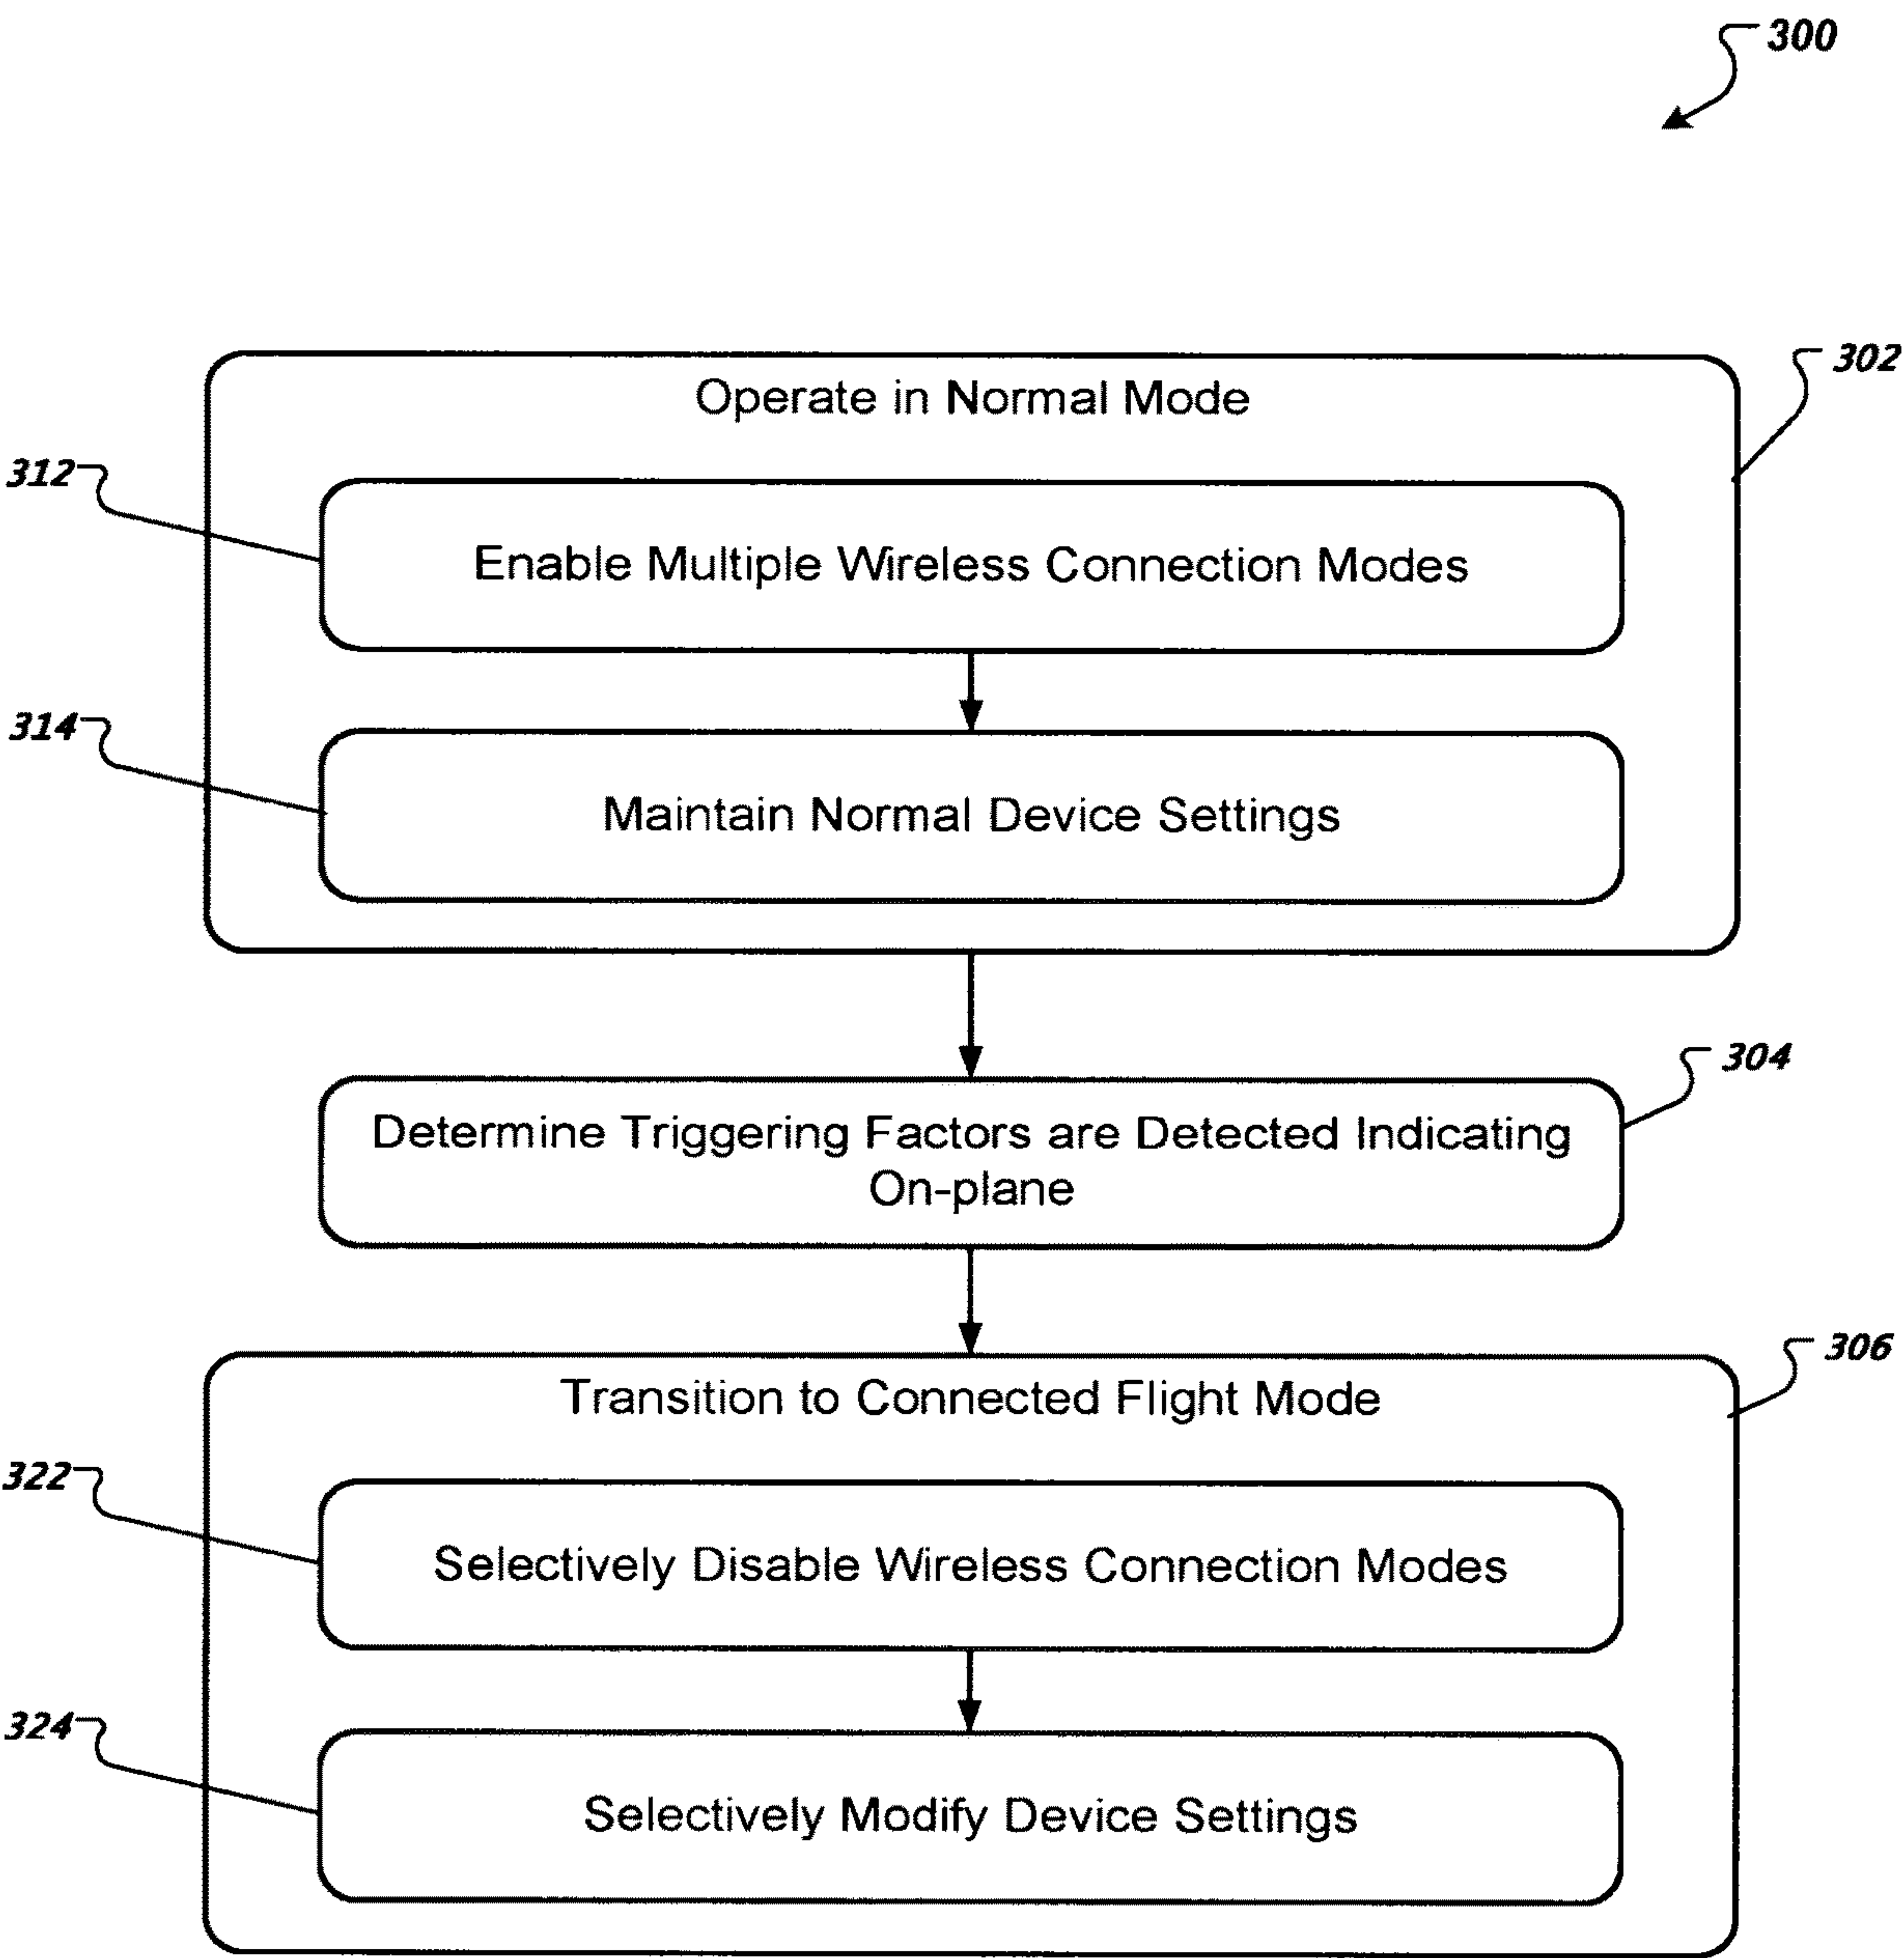 300
302
Operate in Normal Mode
312
Enable Multiple Wireless Connection Modes
314
Maintain Normal Device Settings
304
Determine Triggering Factors are Detected Indicating
On-plane
306
Transition to Connected Flight Mode
322
Selectively Disable Wireless Connection Modes
324
Selectively Modify Device Settings